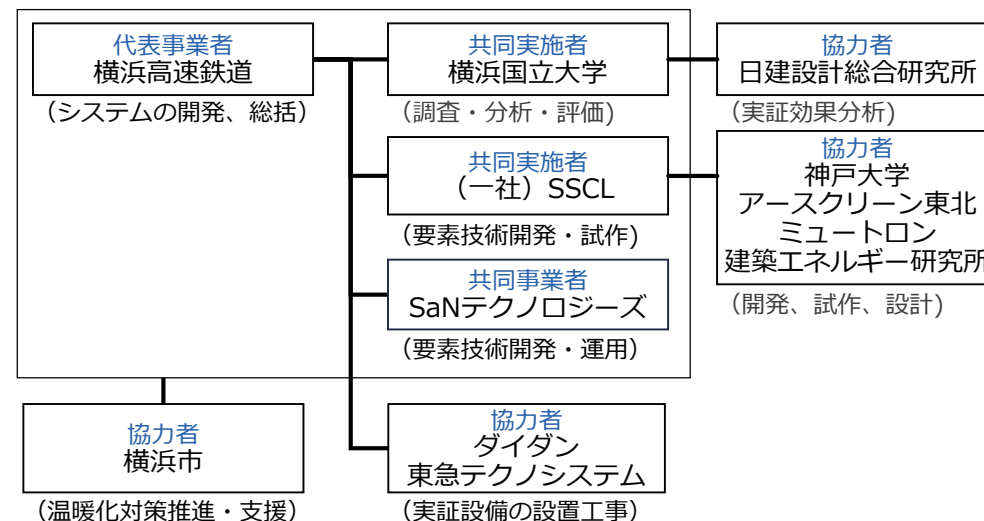 代表事業者
横浜高速鉄道
（システムの開発、総括）
共同実施者
横浜国立大学
（調査・分析・評価)
協力者
日建設計総合研究所
（実証効果分析)
共同実施者
（一社）SSCL
（要素技術開発・試作)
協力者
神戸大学
アースクリーン東北
ミュートロン
建築エネルギー研究所
（開発、試作、設計)
共同事業者
SaNテクノロジーズ
（要素技術開発・運用）
協力者
横浜市
（温暖化対策推進・支援）
協力者
ダイダン
東急テクノシステム
（実証設備の設置工事）